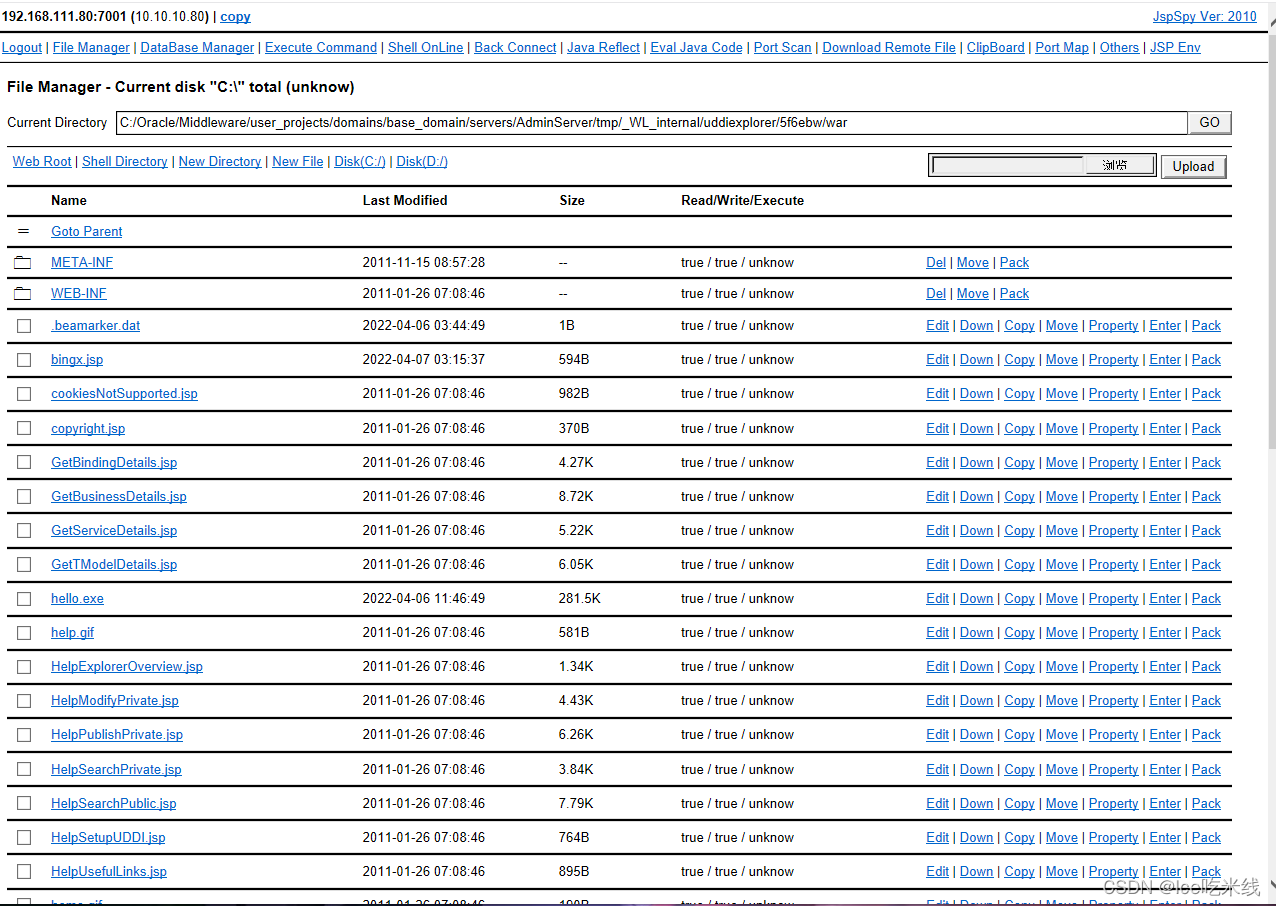 192.168.111.80:7001 (10.10.10.80) | copy JspSpy Ver: 2010
Logout | File Manager | DataBase Manager | Execute Command | Shell OnLine | Back Connect | Java Reflect | Eval Java Code | Port Scan | Download Remote File | ClipBoard | Port Map | Others | JSP Env
File Manager - Current disk "C:\" total (unknow)
Current Directory C:/Oracle/Middleware/user_projects/domains/base_domain/servers/AdminServer/tmp/_WL_internal/uddiexplorer/5f6ebw/war GO
Web Root | Shell Directory | New Directory | New File | Disk(C:/) | Disk(D:/) 浏览 Upload
Name Last Modified Size Read/Write/Execute
= Goto Parent
META-INF 2011-11-15 08:57:28 -- true / true / unknow Del | Move | Pack
WEB-INF 2011-01-26 07:08:46 -- true / true / unknow Del | Move | Pack
.beamarker.dat 2022-04-06 03:44:49 1B true / true / unknow Edit | Down | Copy | Move | Property | Enter | Pack
bingx.jsp 2022-04-07 03:15:37 594B true / true / unknow Edit | Down | Copy | Move | Property | Enter | Pack
cookiesNotSupported.jsp 2011-01-26 07:08:46 982B true / true / unknow Edit | Down | Copy | Move | Property | Enter | Pack
copyright.jsp 2011-01-26 07:08:46 370B true / true / unknow Edit | Down | Copy | Move | Property | Enter | Pack
GetBindingDetails.jsp 2011-01-26 07:08:46 4.27K true / true / unknow Edit | Down | Copy | Move | Property | Enter | Pack
GetBusinessDetails.jsp 2011-01-26 07:08:46 8.72K true / true / unknow Edit | Down | Copy | Move | Property | Enter | Pack
GetServiceDetails.jsp 2011-01-26 07:08:46 5.22K true / true / unknow Edit | Down | Copy | Move | Property | Enter | Pack
GetTModelDetails.jsp 2011-01-26 07:08:46 6.05K true / true / unknow Edit | Down | Copy | Move | Property | Enter | Pack
hello.exe 2022-04-06 11:46:49 281.5K true / true / unknow Edit | Down | Copy | Move | Property | Enter | Pack
help.gif 2011-01-26 07:08:46 581B true / true / unknow Edit | Down | Copy | Move | Property | Enter | Pack
HelpExplorerOverview.jsp 2011-01-26 07:08:46 1.34K true / true / unknow Edit | Down | Copy | Move | Property | Enter | Pack
HelpModifyPrivate.jsp 2011-01-26 07:08:46 4.43K true / true / unknow Edit | Down | Copy | Move | Property | Enter | Pack
HelpPublishPrivate.jsp 2011-01-26 07:08:46 6.26K true / true / unknow Edit | Down | Copy | Move | Property | Enter | Pack
HelpSearchPrivate.jsp 2011-01-26 07:08:46 3.84K true / true / unknow Edit | Down | Copy | Move | Property | Enter | Pack
HelpSearchPublic.jsp 2011-01-26 07:08:46 7.79K true / true / unknow Edit | Down | Copy | Move | Property | Enter | Pack
HelpSetupUDDI.jsp 2011-01-26 07:08:46 764B true / true / unknow Edit | Down | Copy | Move | Property | Enter | Pack
HelpUsefulLinks.jsp 2011-01-26 07:08:46 895B true / true / unknow Edit | Down | Copy | Move | Property | Enter | Pack
CSDN @Ice吃米线